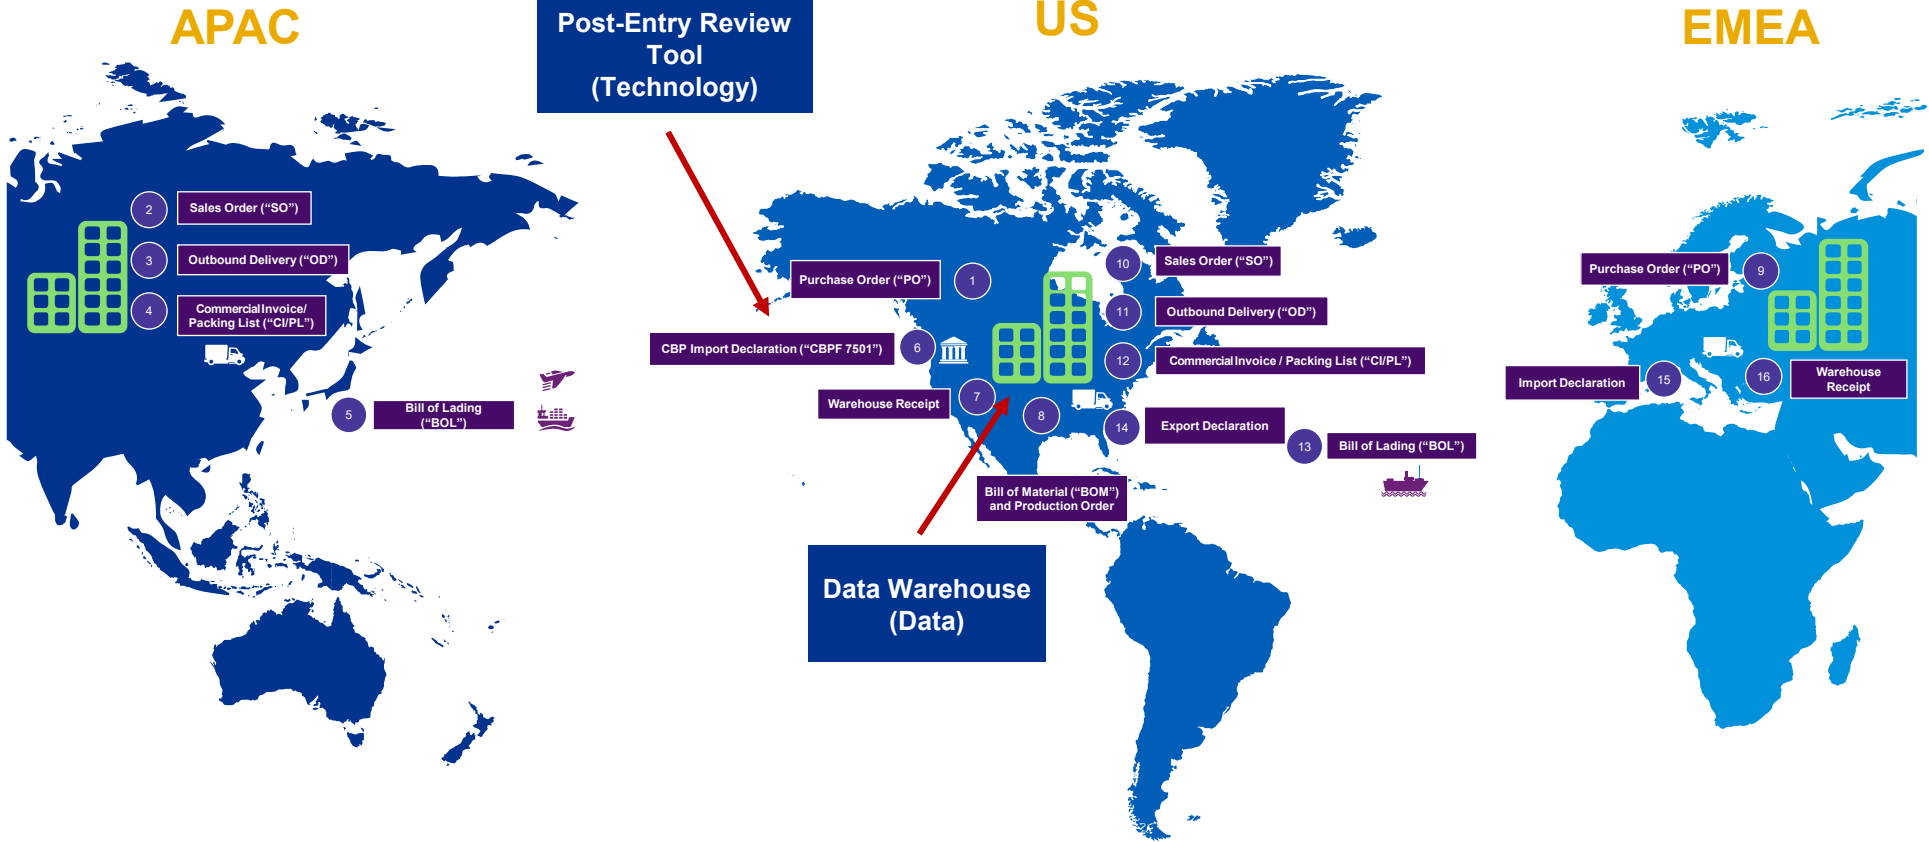 APAC
Post-Entry Review
Tool
(Technology)
US
EMEA
2
Sales Order (“SO”)
3
Outbound Delivery (“OD”)
4
Commercial Invoice/
Packing List (“CI/PL”)
5
Bill of Lading
(“BOL”)
Purchase Order (“PO”)
1
CBP Import Declaration (“CBPF 7501”)
6
Warehouse Receipt
7
8
Bill of Material (“BOM”)
and Production Order
Data Warehouse
(Data)
10
Sales Order (“SO”)
11
Outbound Delivery (“OD”)
12
Commercial Invoice / Packing List (“CI/PL”)
14
Export Declaration
13
Bill of Lading (“BOL”)
Purchase Order (“PO”)
9
Import Declaration
15
16
Warehouse
Receipt